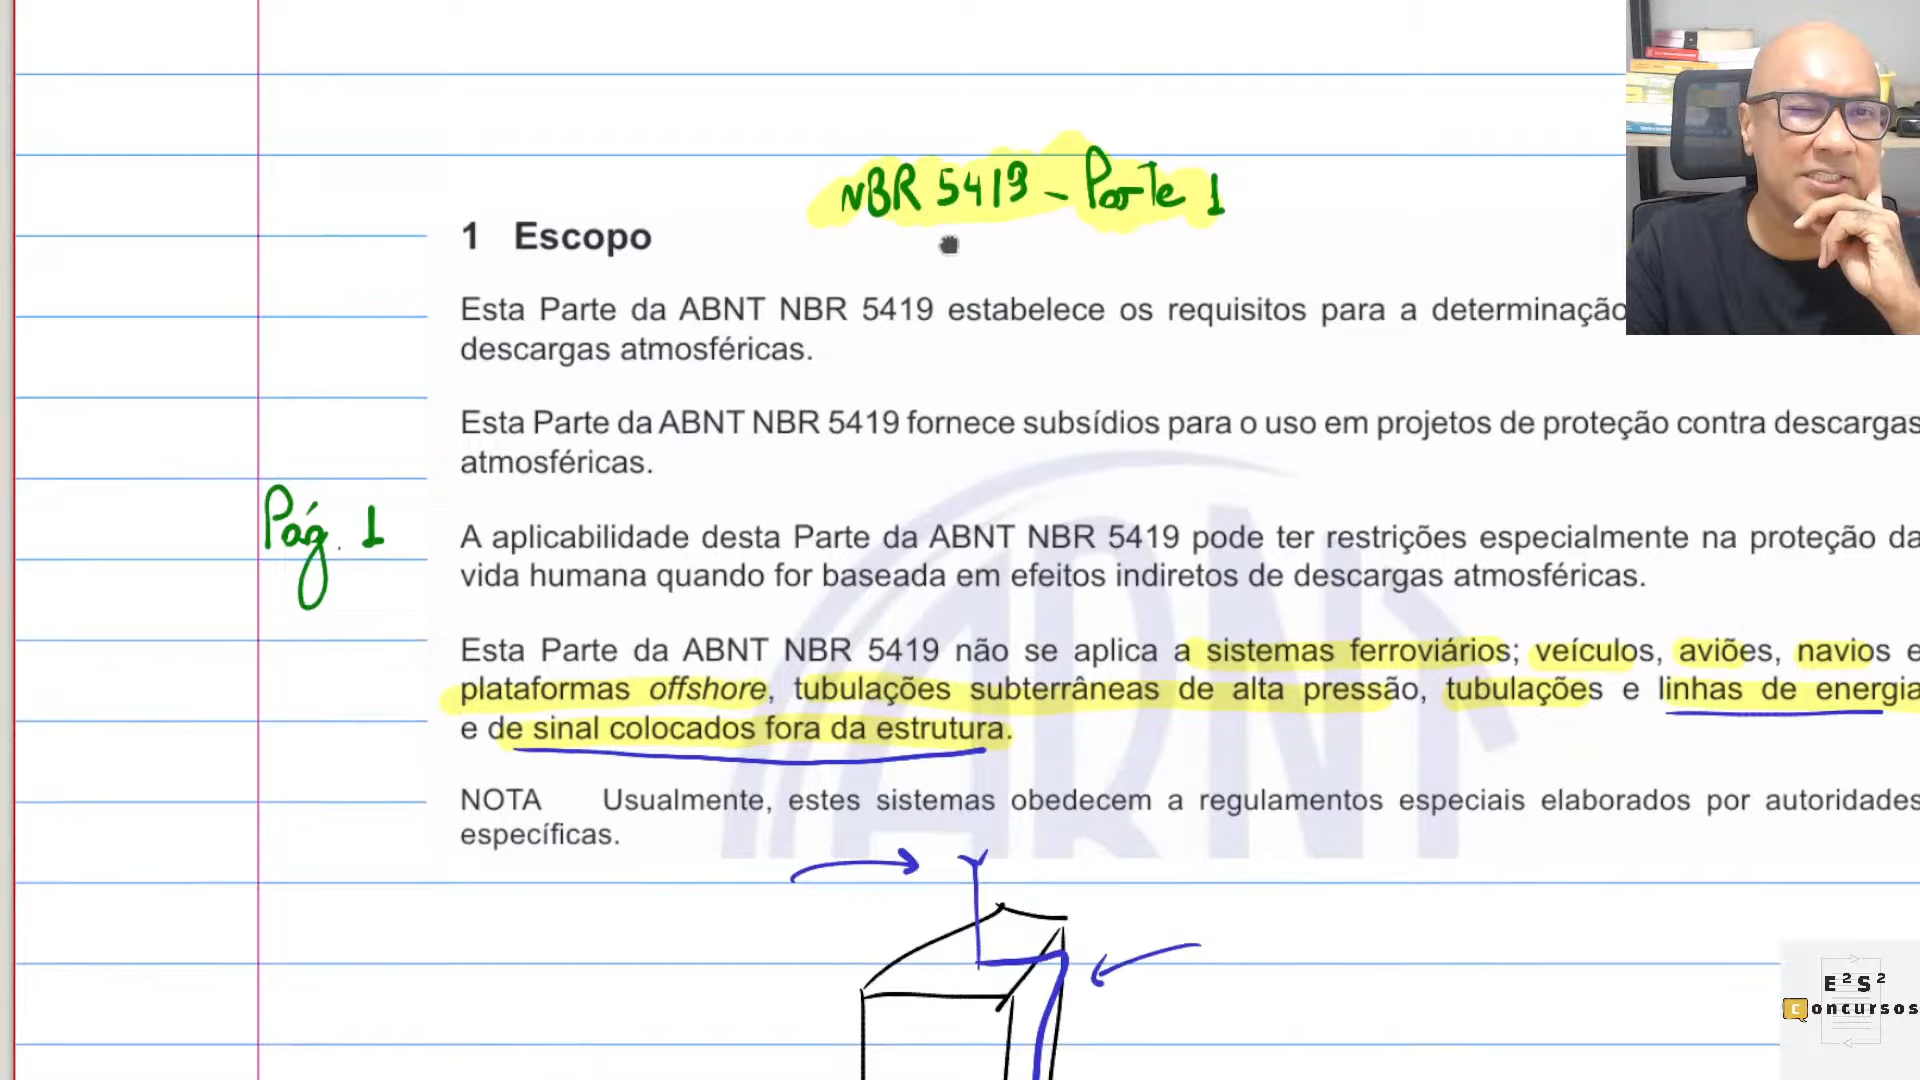 NBR 5419 - Parte 1
1 Escopo
Esta Parte da ABNT NBR 5419 estabelece os requisitos para a determinação
descargas atmosféricas.
Esta Parte da ABNT NBR 5419 fornece subsídios para o uso em projetos de proteção contra descargas
atmosféricas.
Pág. 1
A aplicabilidade desta Parte da ABNT NBR 5419 pode ter restrições especialmente na proteção da
vida humana quando for baseada em efeitos indiretos de descargas atmosféricas.
Esta Parte da ABNT NBR 5419 não se aplica a sistemas ferroviários; veículos, aviões, navios e
plataformas offshore, tubulações subterrâneas de alta pressão, tubulações e linhas de energia
e de sinal colocados fora da estrutura.
NOTA Usualmente, estes sistemas obedecem a regulamentos especiais elaborados por autoridades
específicas.
ABNT
E²S²
Concursos